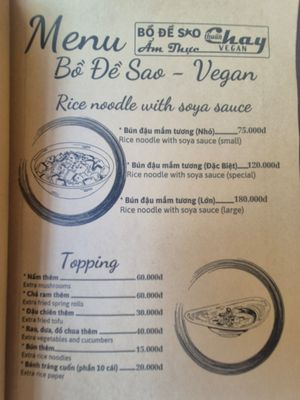 Menu
BỒ ĐỀ SAO
Ẩm Thực
Thuần
Chay
VEGAN
Bồ Đề Sao - Vegan
Rice noodle with soya sauce
* Bún đậu mắm tương (Nhỏ)..........75.000đ
Rice noodle with soya sauce (small)
* Bún đậu mắm tương (Đặc Biệt)..120.000đ
Rice noodle with soya sauce (special)
* Bún đậu mắm tương (Lớn)..........180.000đ
Rice noodle with soya sauce (large)
Topping
* Nấm thêm ........................ 60.000đ
Extra mushrooms
* Chả ram thêm .................. 60.000đ
Extra fried spring rolls
* Đậu chiên thêm ............... 30.000đ
Extra fried tofu
* Rau, dưa, đồ chua thêm ... 40.000đ
Extra vegetables and cucumbers
* Bún thêm ........................ 15.000đ
Extra rice noodles
* Bánh tráng cuốn (phần 10 cái) .. 20.000đ
Extra rice paper